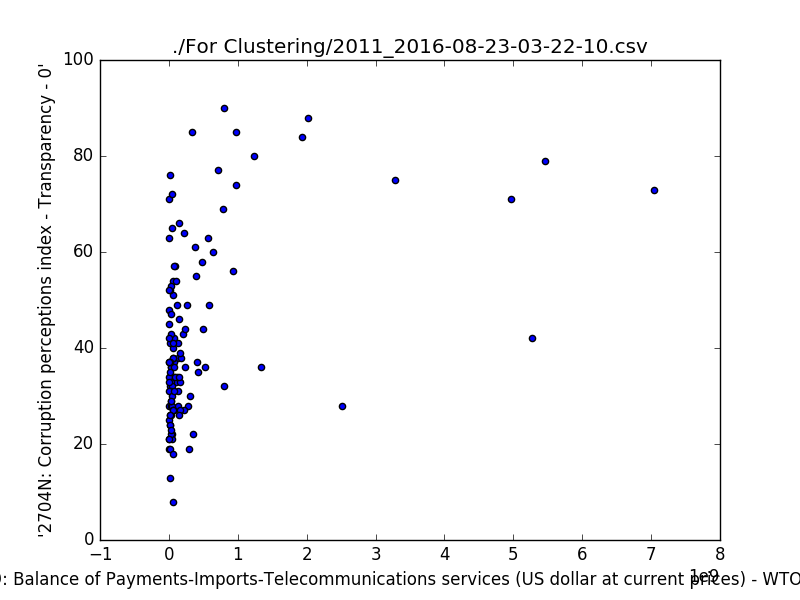 ./For Clustering/2011_2016-08-23-03-22-10.csv
'2704N: Corruption perceptions index - Transparency - 0'
100
80
60
40
20
0
−1 0 1 2 3 4 5 6 7 8
1e9
: Balance of Payments-Imports-Telecommunications services (US dollar at current prices) - WTO